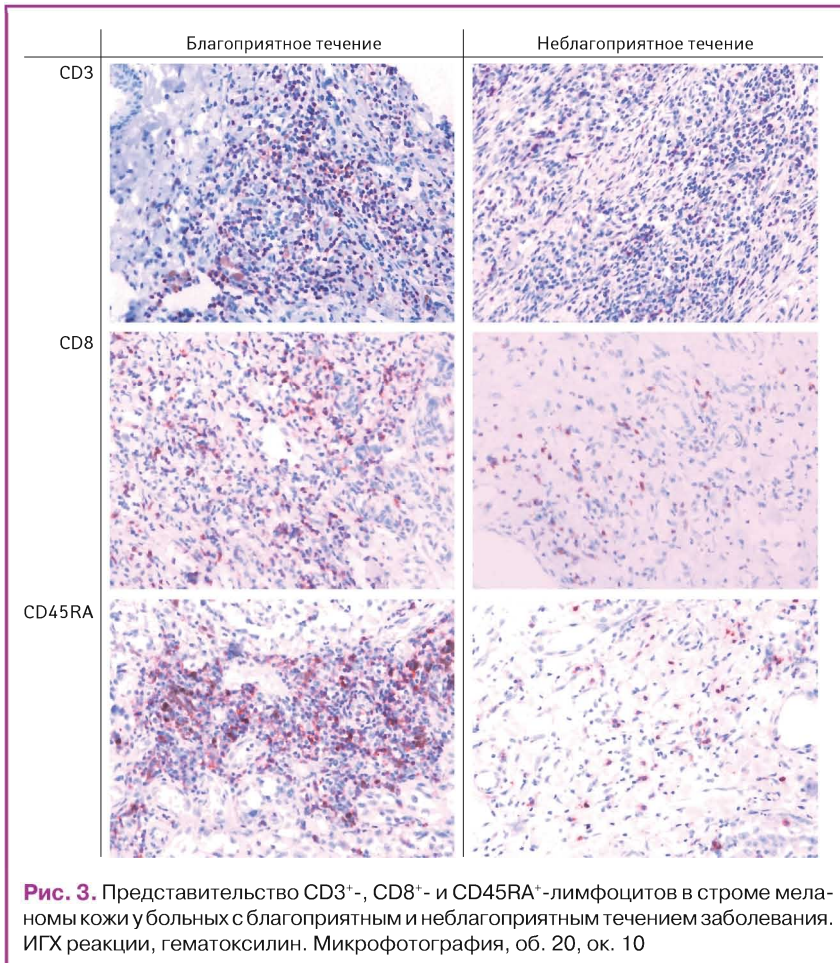 Благоприятное течение
Неблагоприятное течение
CD3
CD8
CD45RA
Рис. 3. Представительство CD3⁺-, CD8⁺- и CD45RA⁺-лимфоцитов в строме мела-
номы кожи у больных с благоприятным и неблагоприятным течением заболевания.
ИГХ реакции, гематоксилин. Микрофотография, об. 20, ок. 10